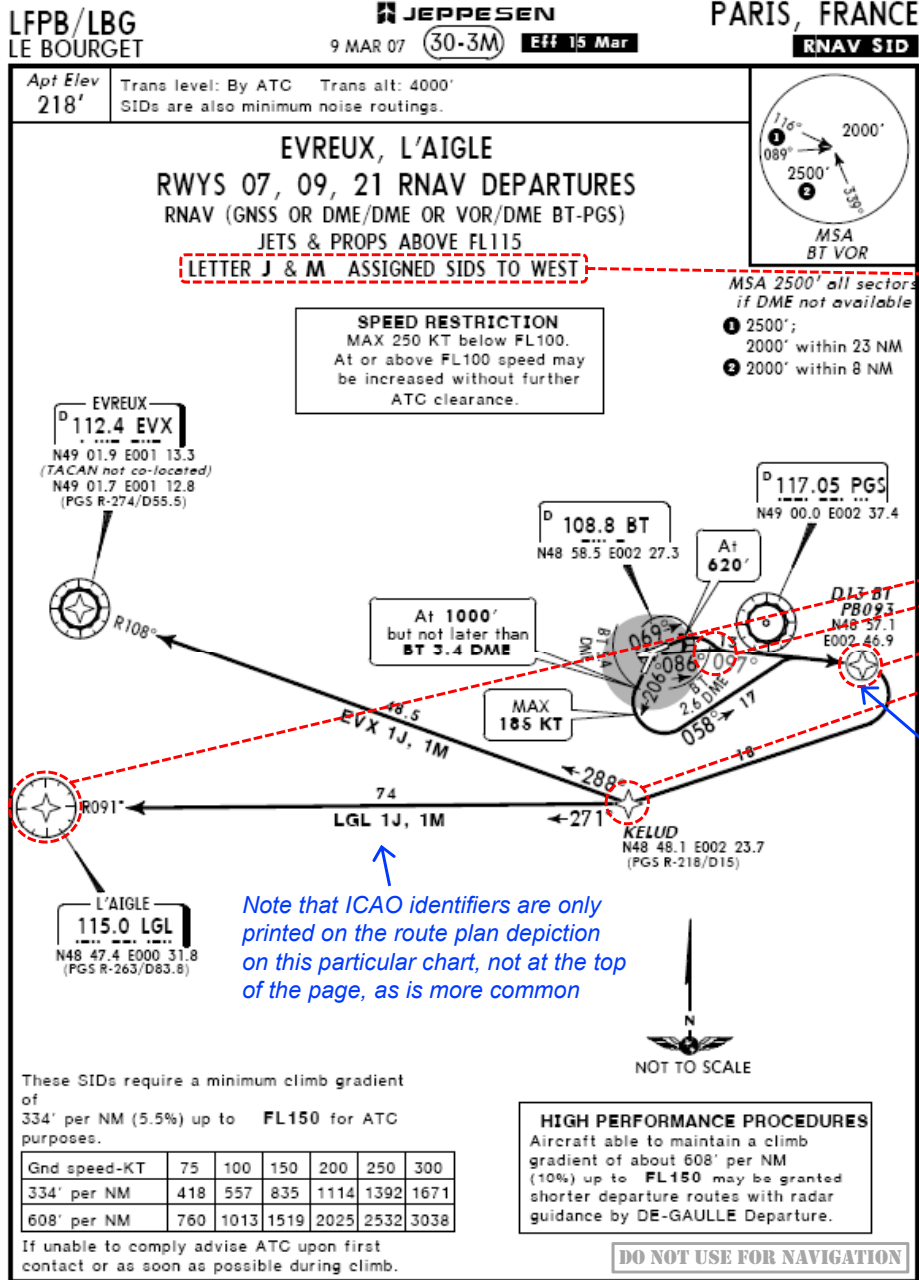 LFPB/LBG
LE BOURGET
JEPPESEN
9 MAR 07 30-3M Eff 15 Mar
PARIS, FRANCE
RNAV SID
Apt Elev
218'
Trans level: By ATC Trans alt: 4000'
SIDs are also minimum noise routings.
116°
2000'
1
089°
2500'
2
339°
MSA
BT VOR
EVREUX, L'AIGLE
RWYS 07, 09, 21 RNAV DEPARTURES
RNAV (GNSS OR DME/DME OR VOR/DME BT-PGS)
JETS & PROPS ABOVE FL115
LETTER J & M ASSIGNED SIDS TO WEST
MSA 2500' all sectors
if DME not available
1 2500';
2000' within 23 NM
2 2000' within 8 NM
SPEED RESTRICTION
MAX 250 KT below FL100.
At or above FL100 speed may
be increased without further
ATC clearance.
EVREUX
D 112.4 EVX
N49 01.9 E001 13.3
(TACAN not co-located)
N49 01.7 E001 12.8
(PGS R-274/D55.5)
D 117.05 PGS
N49 00.0 E002 37.4
D 108.8 BT
N48 58.5 E002 27.3
At
620'
D13 BT
PB093
N48 57.1
E002 46.9
At 1000'
but not later than
BT 3.4 DME
BT 3.4
DME
069°
13
086°
097°
206°
BT
2.6 DME
MAX
185 KT
058° 17
18
R108°
48.5
EVX 1J, 1M
288°
R091°
74
LGL 1J, 1M
271
KELUD
N48 48.1 E002 23.7
(PGS R-218/D15)
L'AIGLE
115.0 LGL
N48 47.4 E000 31.8
(PGS R-263/D83.8)
Note that ICAO identifiers are only
printed on the route plan depiction
on this particular chart, not at the top
of the page, as is more common
N
NOT TO SCALE
These SIDs require a minimum climb gradient
of
334' per NM (5.5%) up to FL150 for ATC
purposes.
Gnd speed-KT 75 100 150 200 250 300
334' per NM 418 557 835 1114 1392 1671
608' per NM 760 1013 1519 2025 2532 3038
If unable to comply advise ATC upon first
contact or as soon as possible during climb.
HIGH PERFORMANCE PROCEDURES
Aircraft able to maintain a climb
gradient of about 608' per NM
(10%) up to FL150 may be granted
shorter departure routes with radar
guidance by DE-GAULLE Departure.
DO NOT USE FOR NAVIGATION